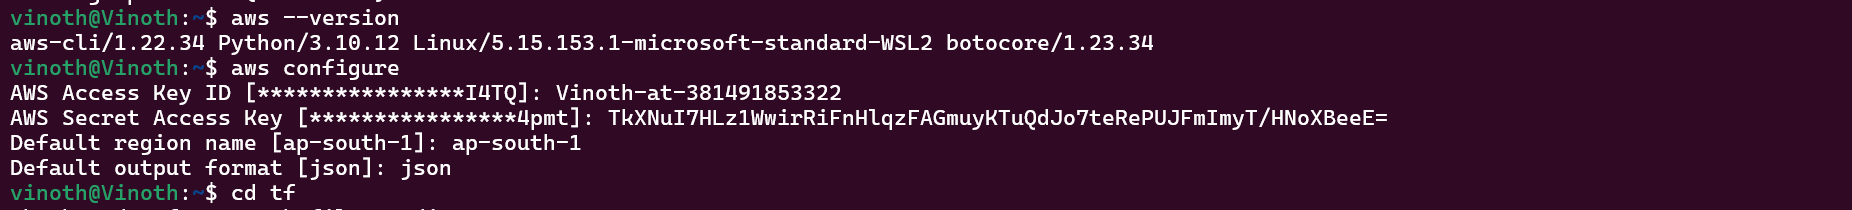 vinoth@Vinoth:~$ aws --version
aws-cli/1.22.34 Python/3.10.12 Linux/5.15.153.1-microsoft-standard-WSL2 botocore/1.23.34
vinoth@Vinoth:~$ aws configure
AWS Access Key ID [****************I4TQ]: Vinoth-at-381491853322
AWS Secret Access Key [****************4pmt]: TkXNuI7HLz1WwirRiFnHlqzFAGmuyKTuQdJo7teRePUJFmImyT/HNoXBeeE=
Default region name [ap-south-1]: ap-south-1
Default output format [json]: json
vinoth@Vinoth:~$ cd tf